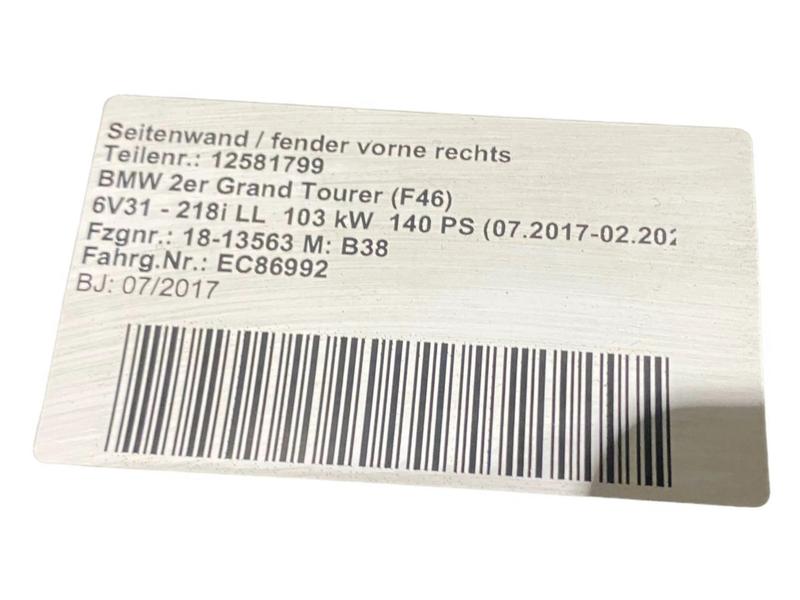 Seitenwand / fender vorne rechts
Teilenr.: 12581799
BMW 2er Grand Tourer (F46)
6V31 - 218i LL 103 kW 140 PS (07.2017-02.202
Fzgnr.: 18-13563 M: B38
Fahrg.Nr.: EC86992
BJ: 07/2017